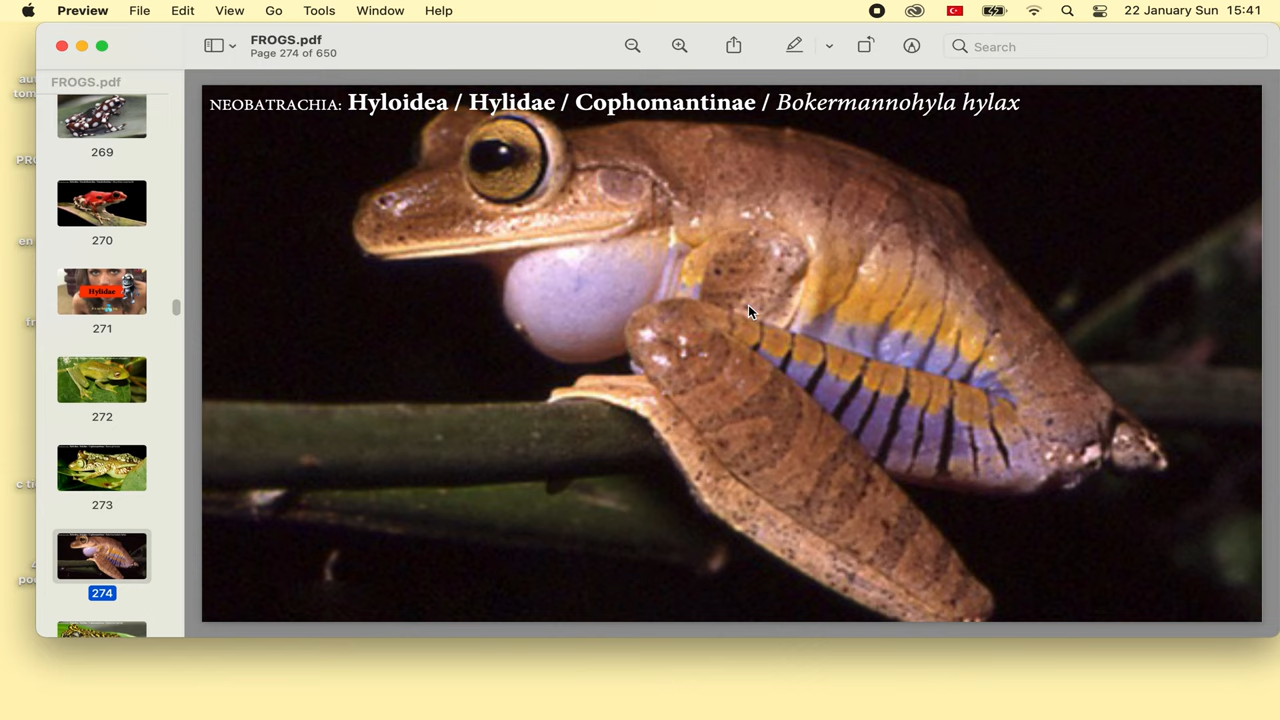 Preview File Edit View Go Tools Window Help 22 January Sun 15:41
FROGS.pdf
Page 274 of 650
Search
FROGS.pdf
NEOBATRACHIA: Hyloidea / Hylidae / Cophomantinae / Bokermannohyla hylax
269
270
Hylidae
271
272
273
274